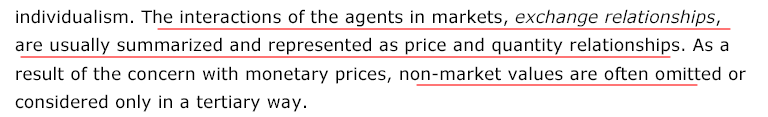 individualism. The interactions of the agents in markets, exchange relationships,
are usually summarized and represented as price and quantity relationships. As a
result of the concern with monetary prices, non-market values are often omitted or
considered only in a tertiary way.